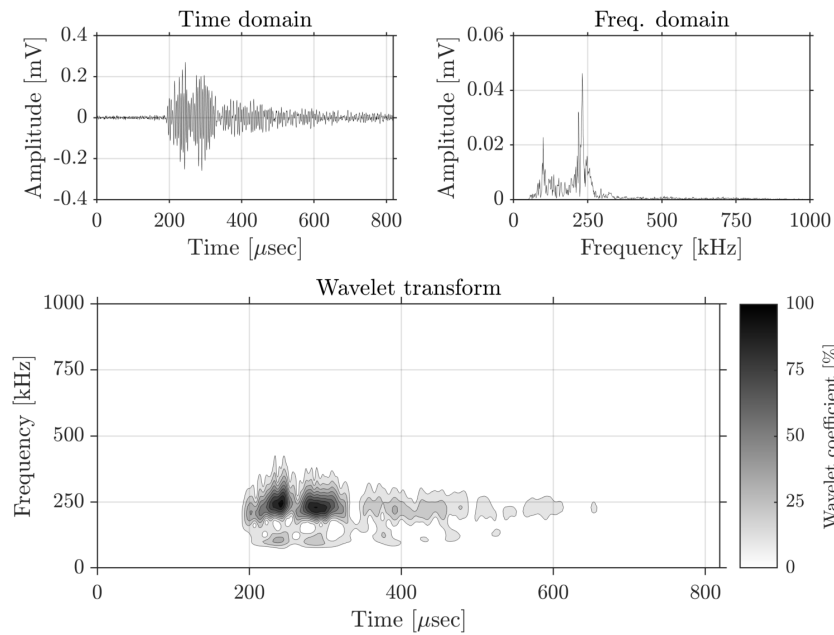 Time domain
Freq. domain
Amplitude [mV]
0.4
0.2
0
-0.2
-0.4
0 200 400 600 800
Time [μsec]
Amplitude [mV]
0.06
0.04
0.02
0
0 250 500 750 1000
Frequency [kHz]
Wavelet transform
Frequency [kHz]
1000
750
500
250
0
0 200 400 600 800
Time [μsec]
100
75
50
25
0
Wavelet coefficient [%]